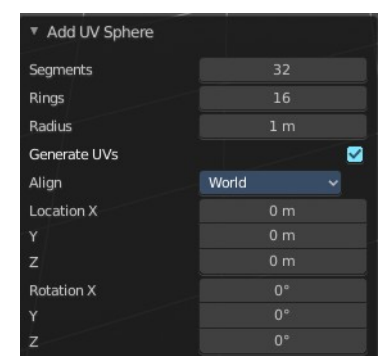 Add UV Sphere
Segments 32
Rings 16
Radius 1 m
Generate UVs
Align World
Location X 0 m
Y 0 m
Z 0 m
Rotation X 0°
Y 0°
Z 0°